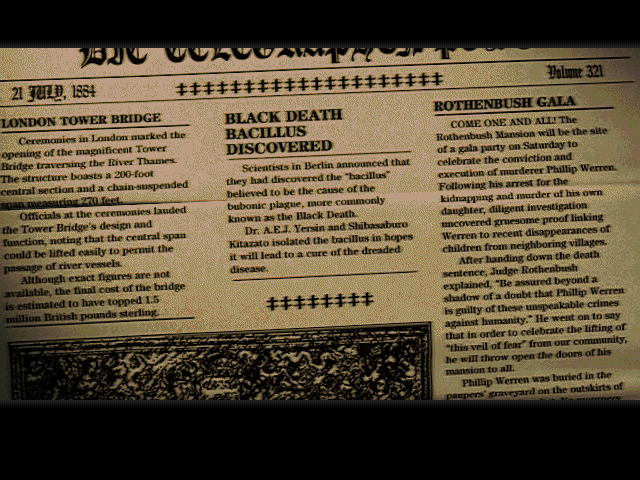 21 JULY, 1884
Volume 321
LONDON TOWER BRIDGE
Ceremonies in London marked the
opening of the magnificent Tower
Bridge traversing the River Thames.
The structure boasts a 200-foot
central section and a chain-suspended
span measuring 270 feet.
Officials at the ceremonies lauded
the Tower Bridge's design and
function, noting that the central span
could be lifted easily to permit the
passage of river vessels.
Although exact figures are not
available, the final cost of the bridge
is estimated to have topped 1.5
million British pounds sterling.
BLACK DEATH
BACILLUS
DISCOVERED
Scientists in Berlin announced that
they had discovered the "bacillus"
believed to be the cause of the
bubonic plague, more commonly
known as the Black Death.
Dr. A.E.J. Yersin and Shibasaburo
Kitazato isolated the bacillus in hopes
it will lead to a cure of the dreaded
disease.
ROTHENBUSH GALA
COME ONE AND ALL! The
Rothenbush Mansion will be the site
of a gala party on Saturday to
celebrate the conviction and
execution of murderer Phillip Werren.
Following his arrest for the
kidnapping and murder of his own
daughter, diligent investigation
uncovered gruesome proof linking
Werren to recent disappearances of
children from neighboring villages.
After handing down the death
sentence, Judge Rothenbush
explained, "Be assured beyond a
shadow of a doubt that Phillip Werren
is guilty of these unspeakable crimes
against humanity." He went on to say
that in order to celebrate the lifting of
"this veil of fear" from our community,
he will throw open the doors of his
mansion to all.
Phillip Werren was buried in the
paupers' graveyard on the outskirts of